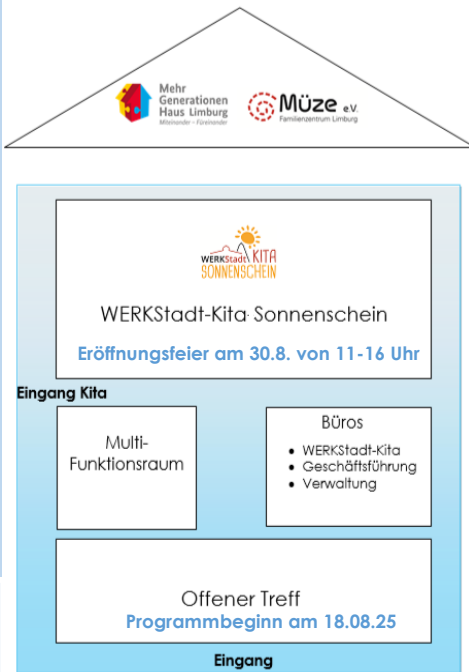 Mehr
Generationen
Haus Limburg
Miteinander – Füreinander
Müze e.V.
Familienzentrum Limburg
WERKStadt KITA
SONNENSCHEIN
WERKStadt-Kita Sonnenschein
Eröffnungsfeier am 30.8. von 11-16 Uhr
Eingang Kita
Multi-
Funktionsraum
Büros
• WERKStadt-Kita
• Geschäftsführung
• Verwaltung
Offener Treff
Programmbeginn am 18.08.25
Eingang